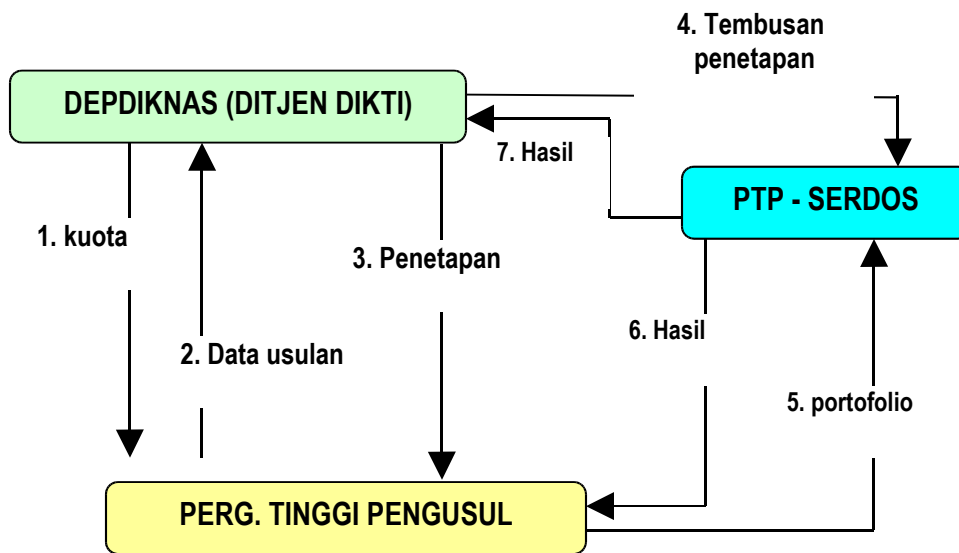 4. Tembusan
penetapan
DEPDIKNAS (DITJEN DIKTI)
7. Hasil
PTP - SERDOS
1. kuota
3. Penetapan
6. Hasil
2. Data usulan
5. portofolio
PERG. TINGGI PENGUSUL